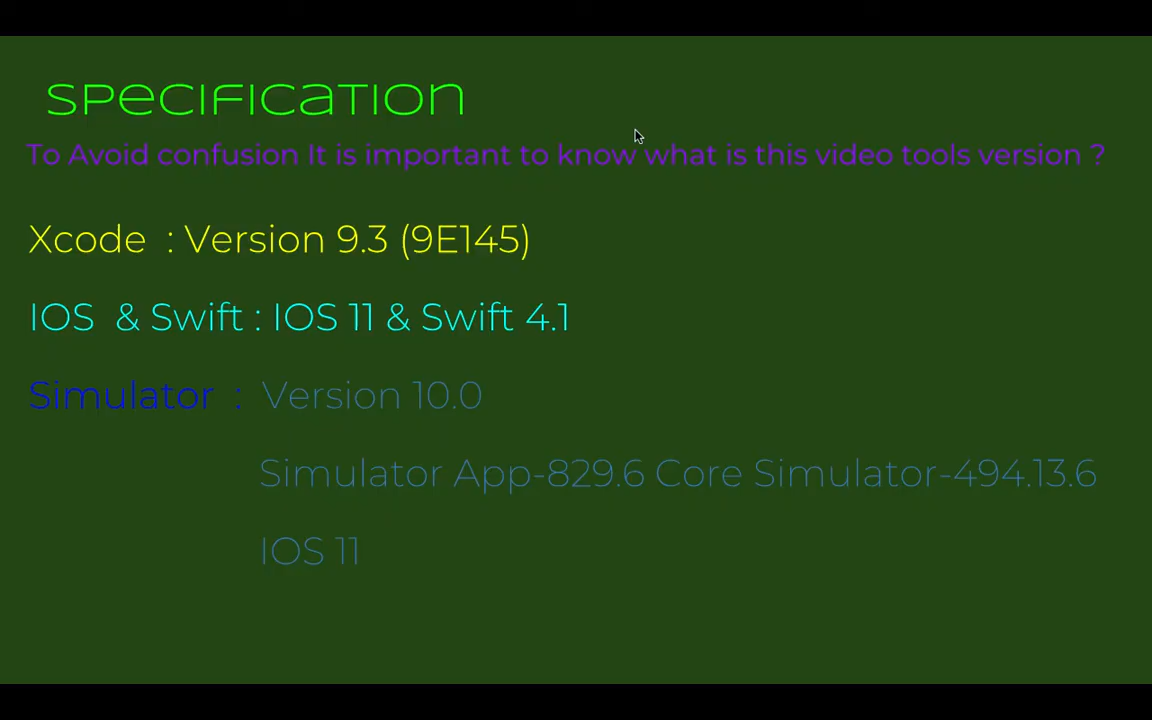 Specification
To Avoid confusion It is important to know what is this video tools version ?
Xcode : Version 9.3 (9E145)
IOS & Swift : IOS 11 & Swift 4.1
Simulator : Version 10.0
Simulator App-829.6 Core Simulator-494.13.6
IOS 11